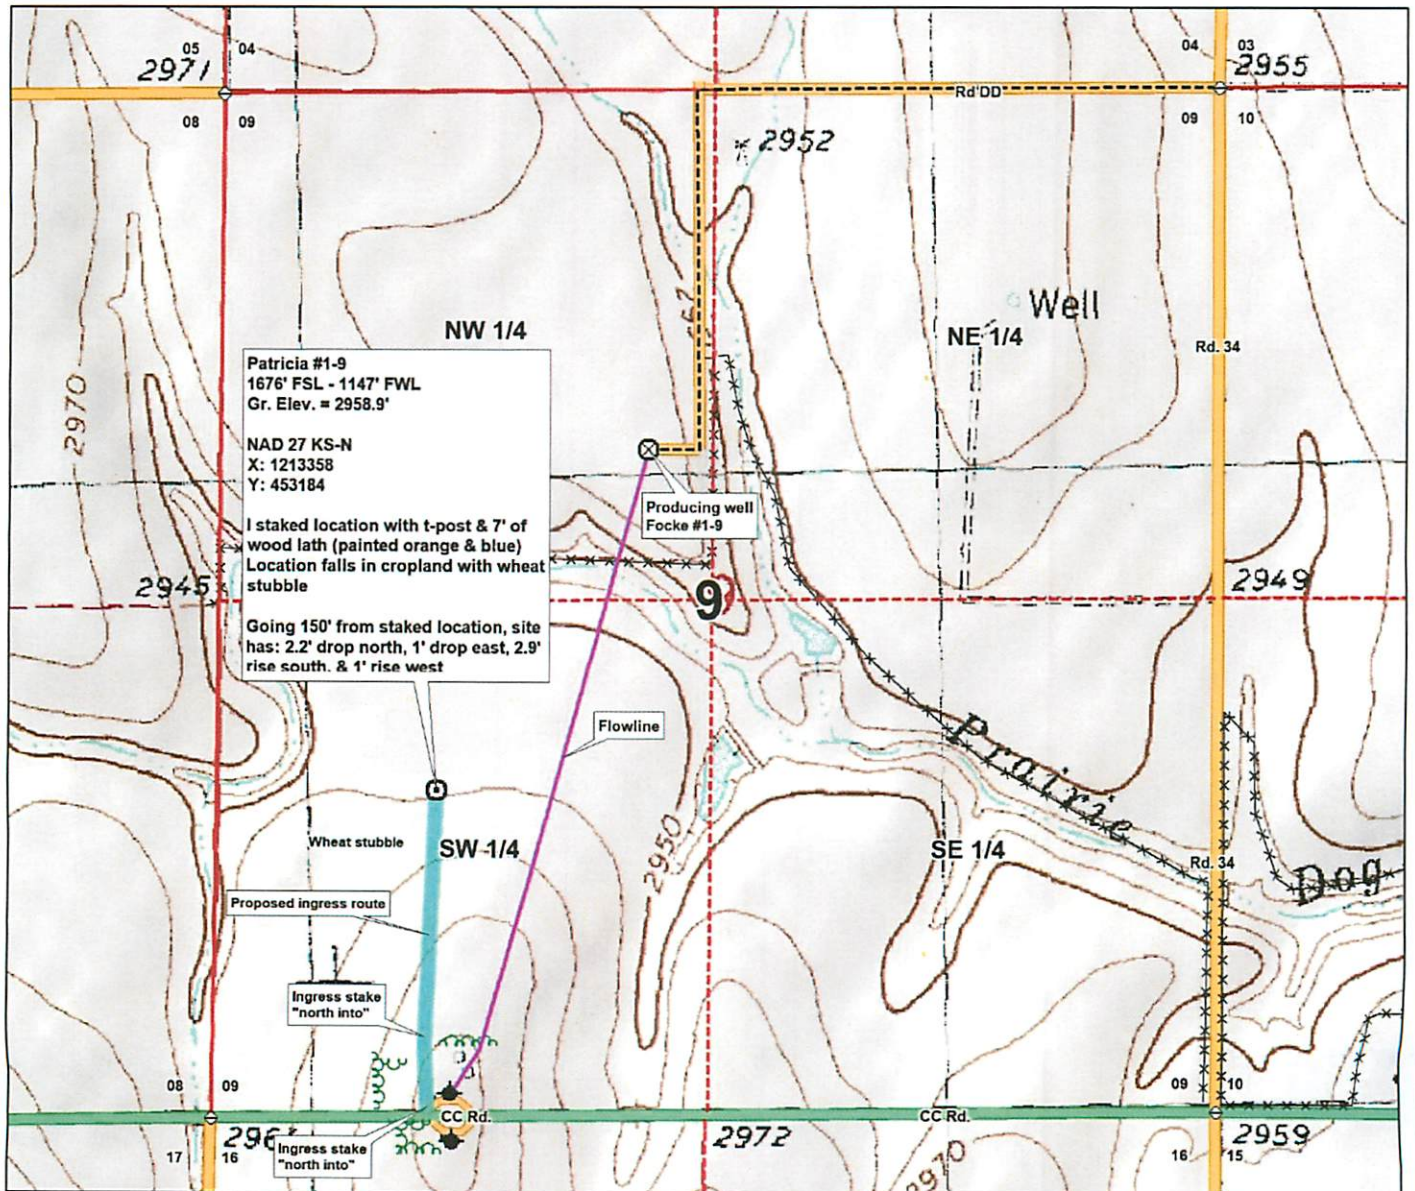 05 04
04 03
2971
2955
Rd DD
08 09
09 10
2952
Well
NW 1/4
NE 1/4
Rd. 34
Patricia #1-9
1676' FSL - 1147' FWL
Gr. Elev. = 2958.9'
NAD 27 KS-N
X: 1213358
Y: 453184
I staked location with t-post & 7' of
wood lath (painted orange & blue)
Location falls in cropland with wheat
stubble
Going 150' from staked location, site
has: 2.2' drop north, 1' drop east, 2.9'
rise south, & 1' rise west
2970
Producing well
Focke #1-9
2945
9
2949
Flowline
Prairie
Wheat stubble
SW 1/4
2950
SE 1/4
Rd. 34
Dog
Proposed ingress route
Ingress stake
"north into"
08 09
09 10
CC Rd.
CC Rd.
2972
2959
Ingress stake
"north into"
17 16
16 15
2970